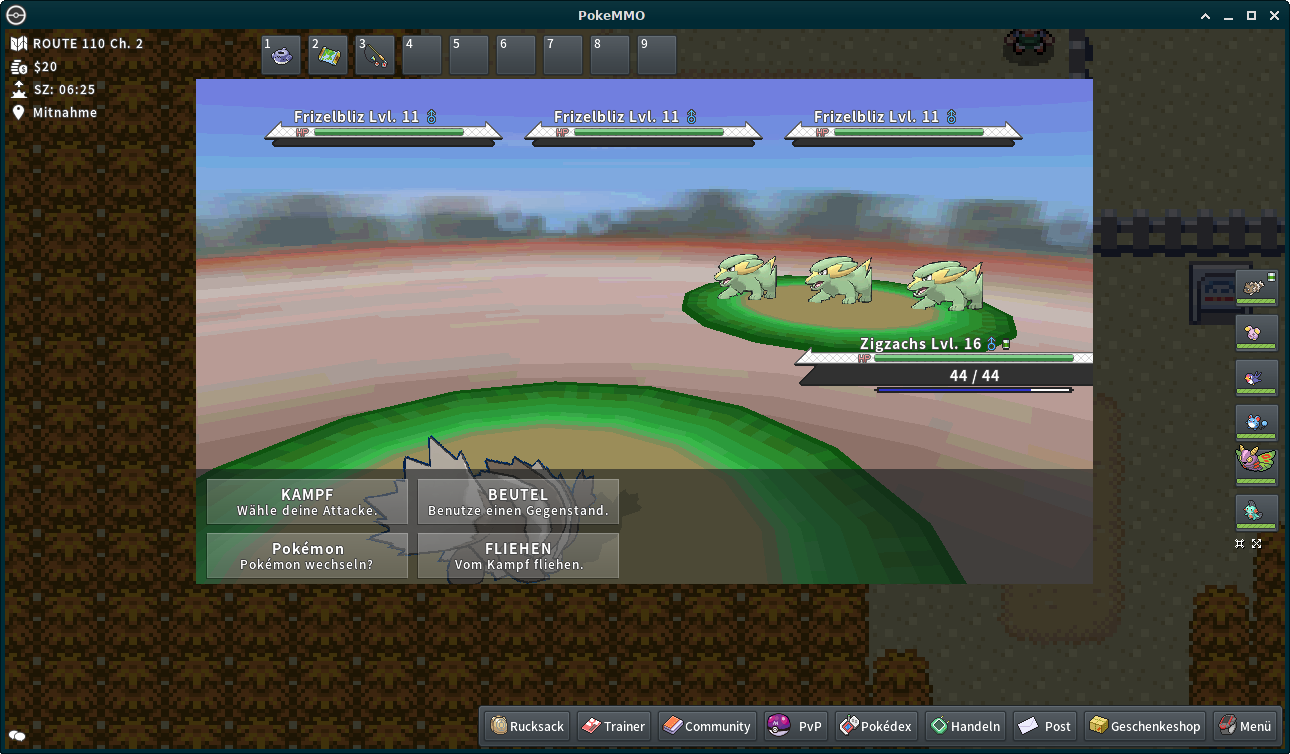 PokeMMO
ROUTE 110 Ch. 2
$20
SZ: 06:25
Mitnahme
1 2 3 4 5 6 7 8 9
Frizelbliz Lvl. 11 Frizelbliz Lvl. 11 Frizelbliz Lvl. 11
HP HP HP
Zigzachs Lvl. 16
HP
44 / 44
KAMPF
Wähle deine Attacke.
BEUTEL
Benutze einen Gegenstand.
Pokémon
Pokémon wechseln?
FLIEHEN
Vom Kampf fliehen.
Rucksack Trainer Community PvP Pokédex Handeln Post Geschenkeshop Menü